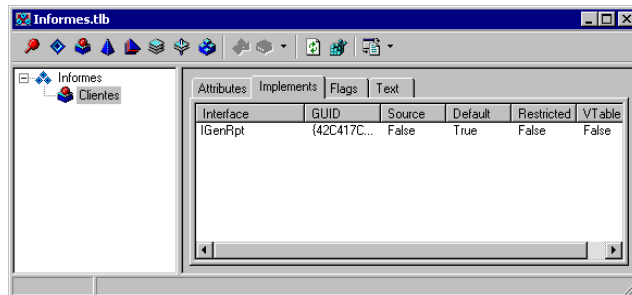 Informes.tlb
Informes
Clientes
Attributes Implements Flags Text
Interface GUID Source Default Restricted VTable
IGenRpt {42C417C... False True False False